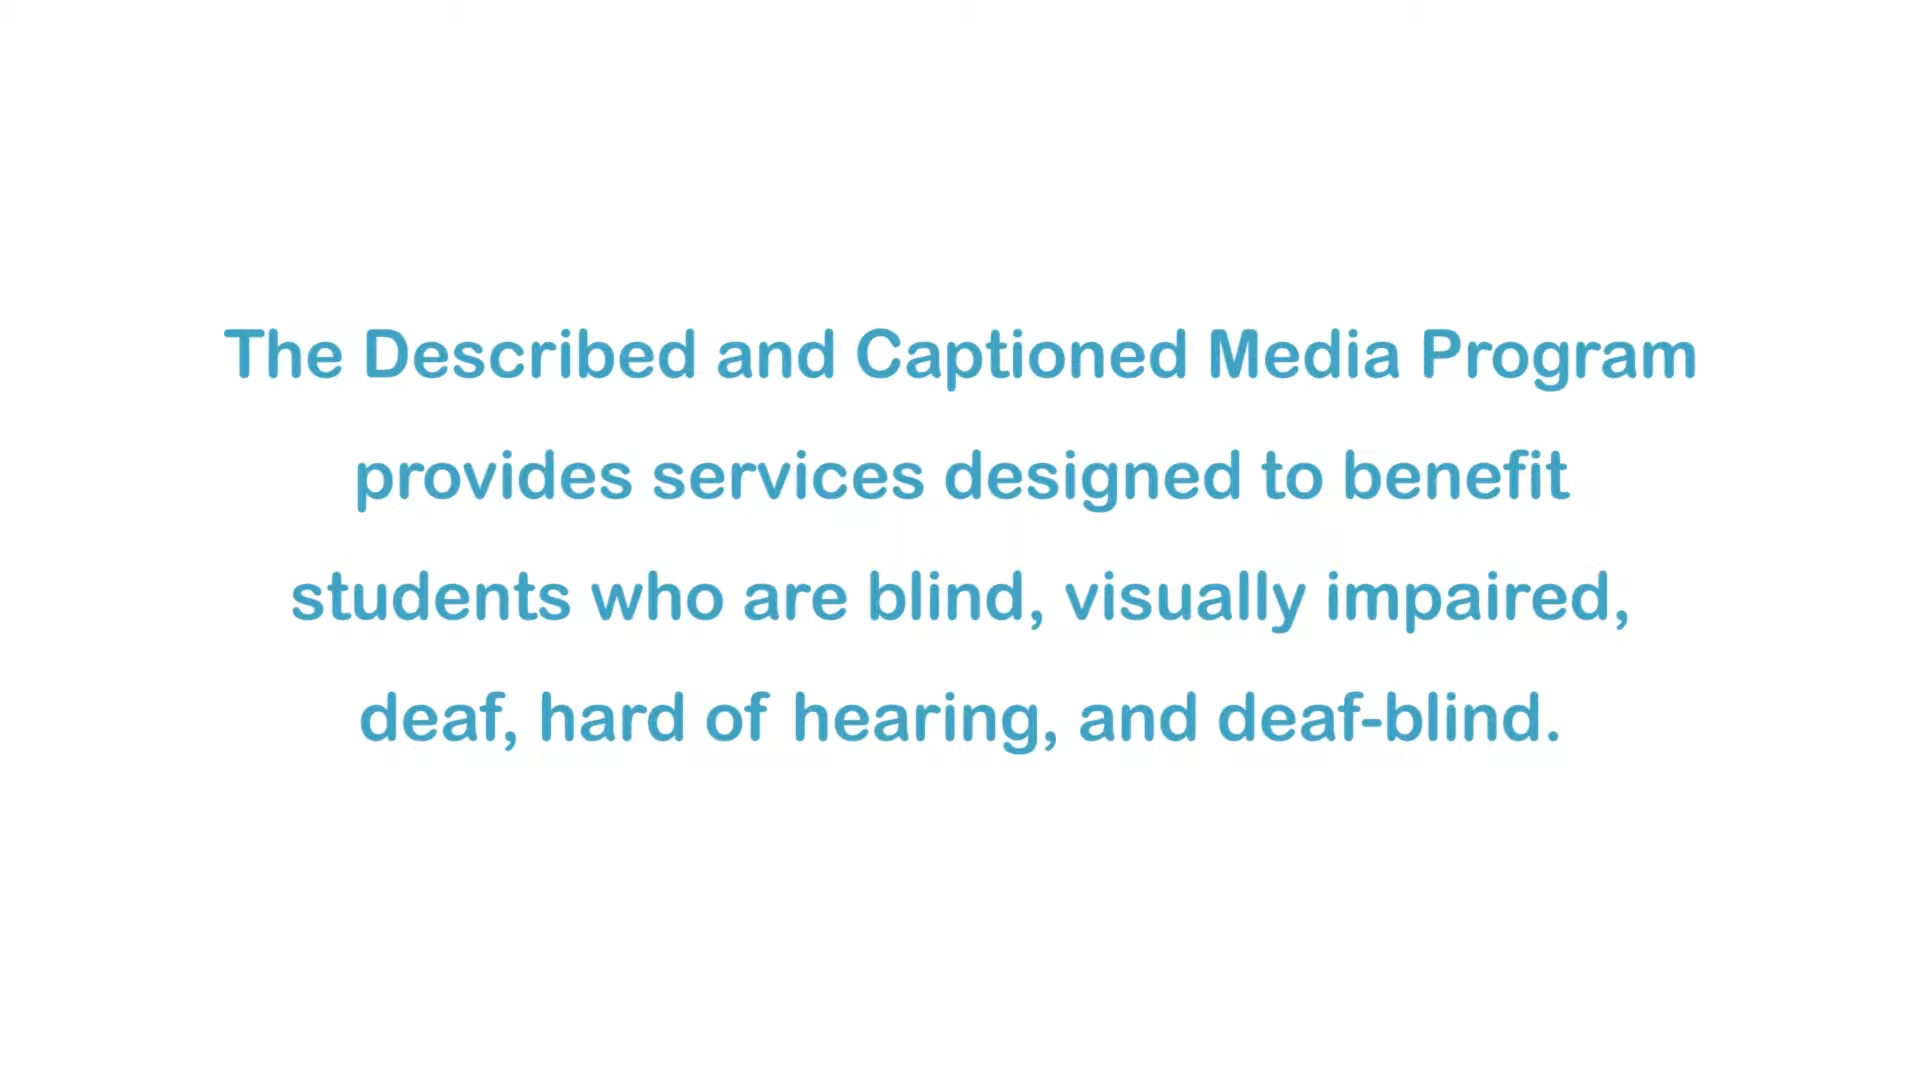 The Described and Captioned Media Program
provides services designed to benefit
students who are blind, visually impaired,
deaf, hard of hearing, and deaf-blind.